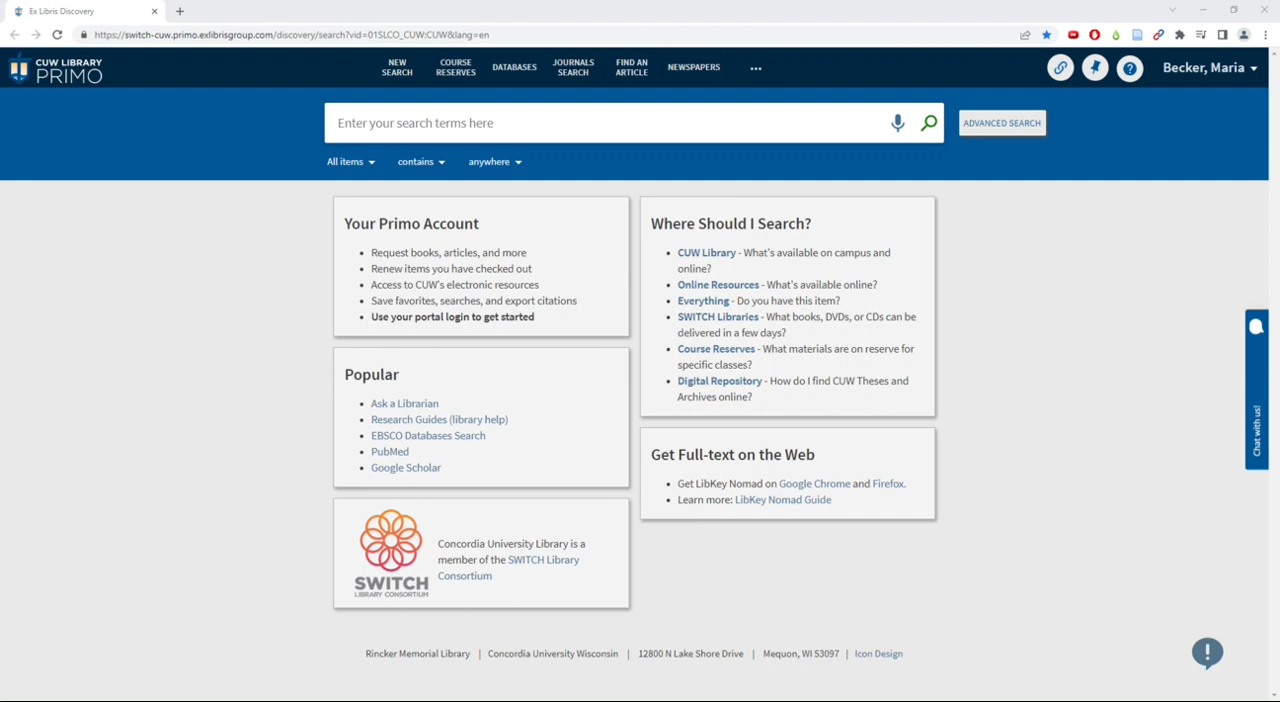 Ex Libris Discovery
https://switch-cuw.primo.exlibrisgroup.com/discovery/search?vid=01SLCO_CUW:CUW&lang=en
CUW LIBRARY
PRIMO
NEW
SEARCH
COURSE
RESERVES
DATABASES
JOURNALS
SEARCH
FIND AN
ARTICLE
NEWSPAPERS
...
Becker, Maria
Enter your search terms here
ADVANCED SEARCH
All items
contains
anywhere
Your Primo Account
• Request books, articles, and more
• Renew items you have checked out
• Access to CUW's electronic resources
• Save favorites, searches, and export citations
• Use your portal login to get started
Popular
• Ask a Librarian
• Research Guides (library help)
• EBSCO Databases Search
• PubMed
• Google Scholar
SWITCH
LIBRARY CONSORTIUM
Concordia University Library is a
member of the SWITCH Library
Consortium
Where Should I Search?
• CUW Library - What's available on campus and
online?
• Online Resources - What's available online?
• Everything - Do you have this item?
• SWITCH Libraries - What books, DVDs, or CDs can be
delivered in a few days?
• Course Reserves - What materials are on reserve for
specific classes?
• Digital Repository - How do I find CUW Theses and
Archives online?
Get Full-text on the Web
• Get LibKey Nomad on Google Chrome and Firefox.
• Learn more: LibKey Nomad Guide
Chat with us!
Rincker Memorial Library | Concordia University Wisconsin | 12800 N Lake Shore Drive | Mequon, WI 53097 | Icon Design